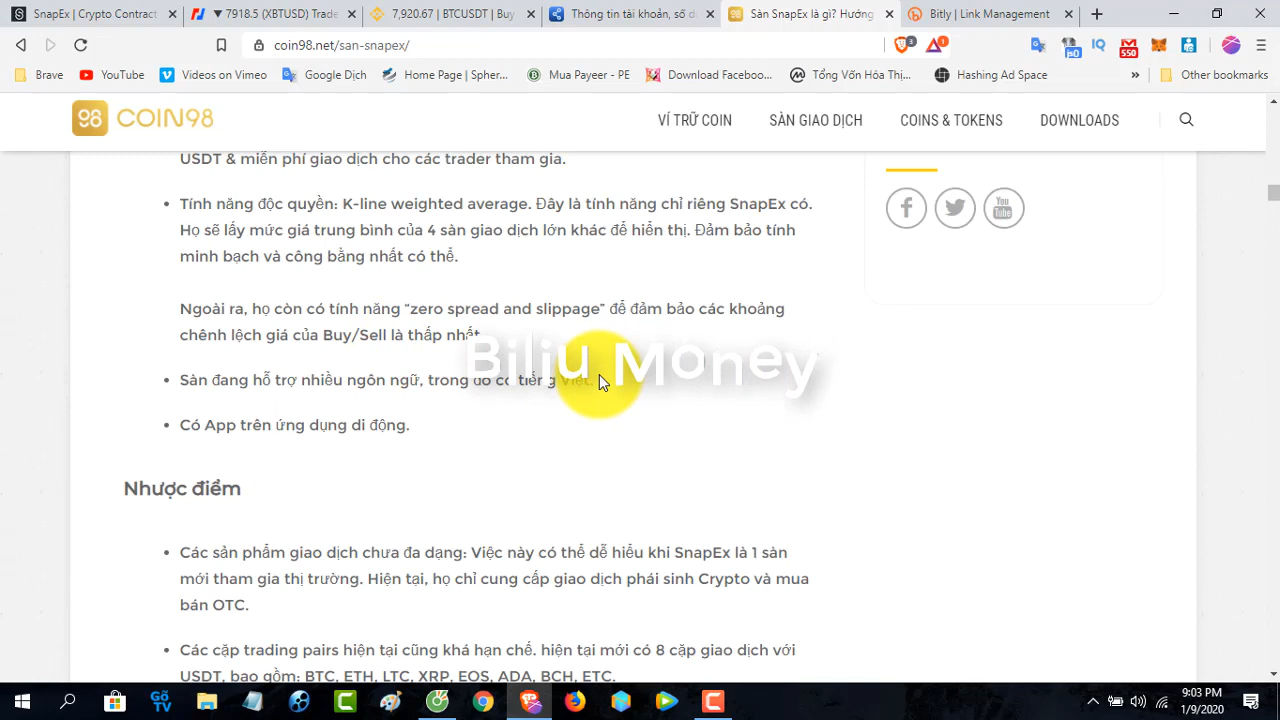 SnapEx | Crypto Contract
▼ 7918.5 (XBTUSD) Trade
7,920.67 | BTCUSDT | Buy
Thông tin tài khoản, số d
Sàn SnapEx là gì? Hướng
Bitly | Link Management
coin98.net/san-snapex/
3
1
550
Brave
YouTube
Videos on Vimeo
Google Dịch
Home Page | Spher...
Mua Payeer - PE
Download Faceboo...
Tổng Vốn Hóa Thị...
Hashing Ad Space
»
Other bookmarks
98 COIN98
VÍ TRỮ COIN
SÀN GIAO DỊCH
COINS & TOKENS
DOWNLOADS
USDT & miễn phí giao dịch cho các trader tham gia.
Tính năng độc quyền: K-line weighted average. Đây là tính năng chỉ riêng SnapEx có.
Họ sẽ lấy mức giá trung bình của 4 sàn giao dịch lớn khác để hiển thị. Đảm bảo tính
minh bạch và công bằng nhất có thể.
Ngoài ra, họ còn có tính năng “zero spread and slippage” để đảm bảo các khoảng
chênh lệch giá của Buy/Sell là thấp nhất.
Biliu Money
Sàn đang hỗ trợ nhiều ngôn ngữ, trong đó có tiếng Việt.
Có App trên ứng dụng di động.
Nhược điểm
Các sản phẩm giao dịch chưa đa dạng: Việc này có thể dễ hiểu khi SnapEx là 1 sàn
mới tham gia thị trường. Hiện tại, họ chỉ cung cấp giao dịch phái sinh Crypto và mua
bán OTC.
Các cặp trading pairs hiện tại cũng khá hạn chế. hiện tại mới có 8 cặp giao dịch với
USDT, bao gồm: BTC, ETH, LTC, XRP, EOS, ADA, BCH, ETC.
You
Tube
GõTV
9:03 PM
1/9/2020